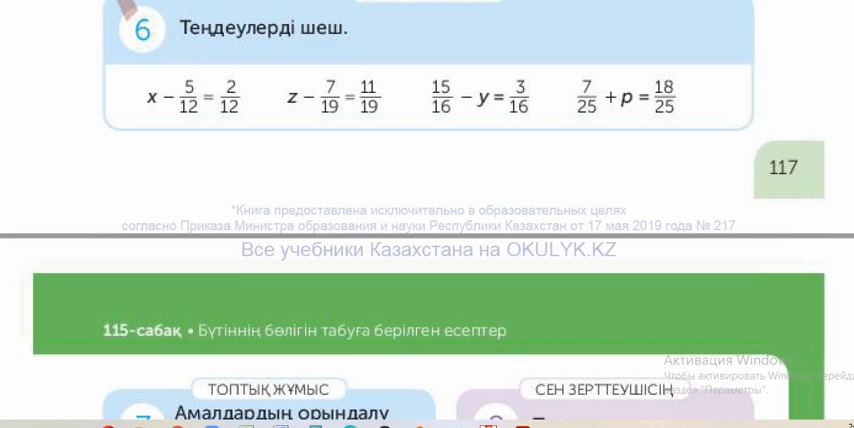 6 Теңдеулерді шеш.
x − 5/12 = 2/12   z − 7/19 = 11/19   15/16 − y = 3/16   7/25 + p = 18/25
117
*Книга предоставлена исключительно в образовательных целях
согласно Приказа Министра образования и науки Республики Казахстан от 17 мая 2019 года № 217
Все учебники Казахстана на OKULYK.KZ
115-сабақ • Бүтіннің бөлігін табуға берілген есептер
Активация Windows
Чтобы активировать
"Параметры".
ТОПТЫҚ ЖҰМЫС
СЕН ЗЕРТТЕУШІСІҢ
Амалдардың орындалу